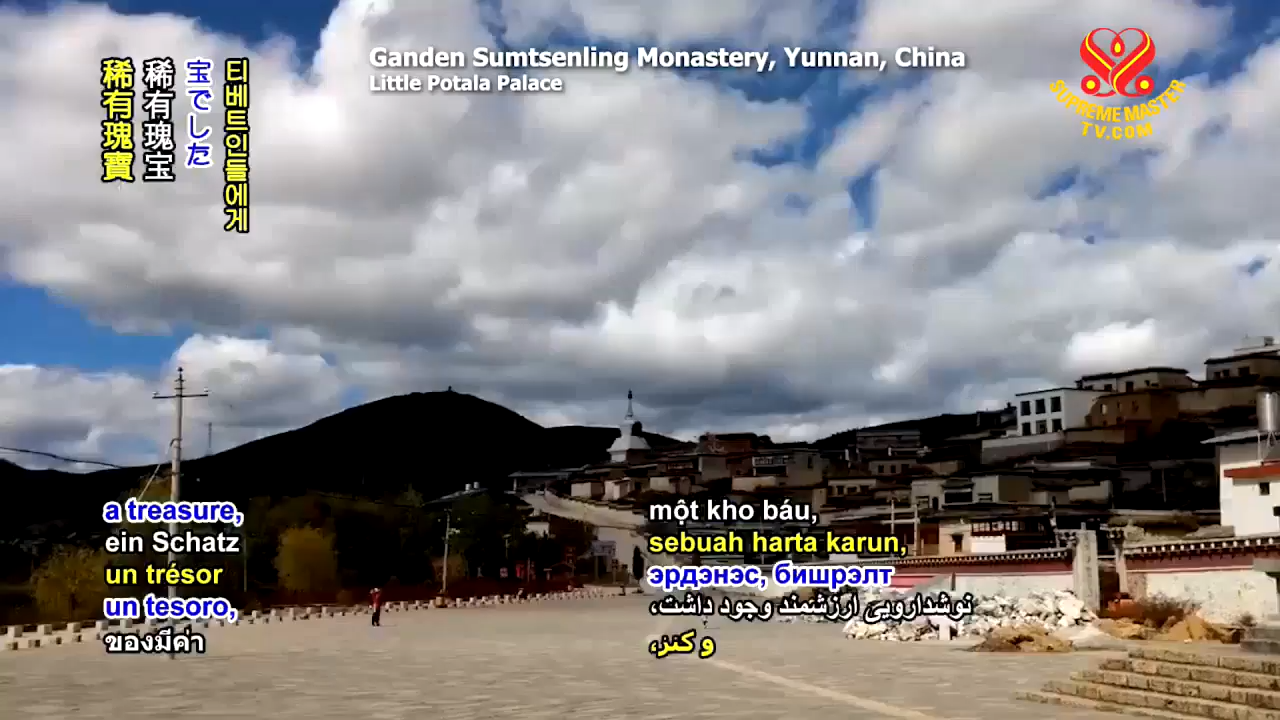 Ganden Sumtsenling Monastery, Yunnan, China
Little Potala Palace
SUPREME MASTER
TV.COM
티베트인들에게
宝でした
稀有瑰宝
稀有瑰寶
a treasure,
ein Schatz
un trésor
un tesoro,
ของมีค่า
một kho báu,
sebuah harta karun,
эрдэнэс, бишрэлт
نوشدارویی ارزشمند وجود داشت،
و كنز،